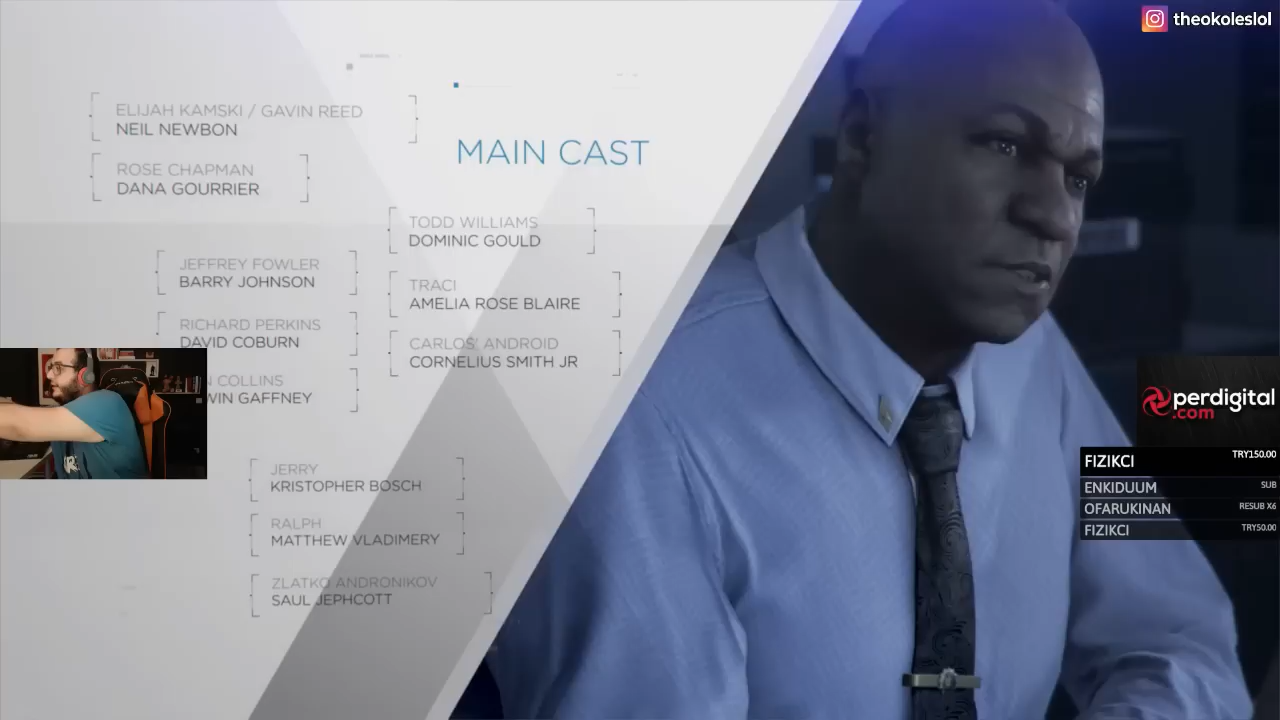 theokoleslol
ELIJAH KAMSKI / GAVIN REED
NEIL NEWBON
ROSE CHAPMAN
DANA GOURRIER
MAIN CAST
TODD WILLIAMS
DOMINIC GOULD
JEFFREY FOWLER
BARRY JOHNSON
TRACI
AMELIA ROSE BLAIRE
RICHARD PERKINS
DAVID COBURN
CARLOS' ANDROID
CORNELIUS SMITH JR
COLLINS
GAFFNEY
JERRY
KRISTOPHER BOSCH
RALPH
MATTHEW VLADIMERY
ZLATKO ANDRONIKOV
SAUL JEPHCOTT
perdigital
.com
FIZIKCI TRY150.00
ENKIDUUM SUB
OFARUKINAN RESUB X6
FIZIKCI TRY50.00